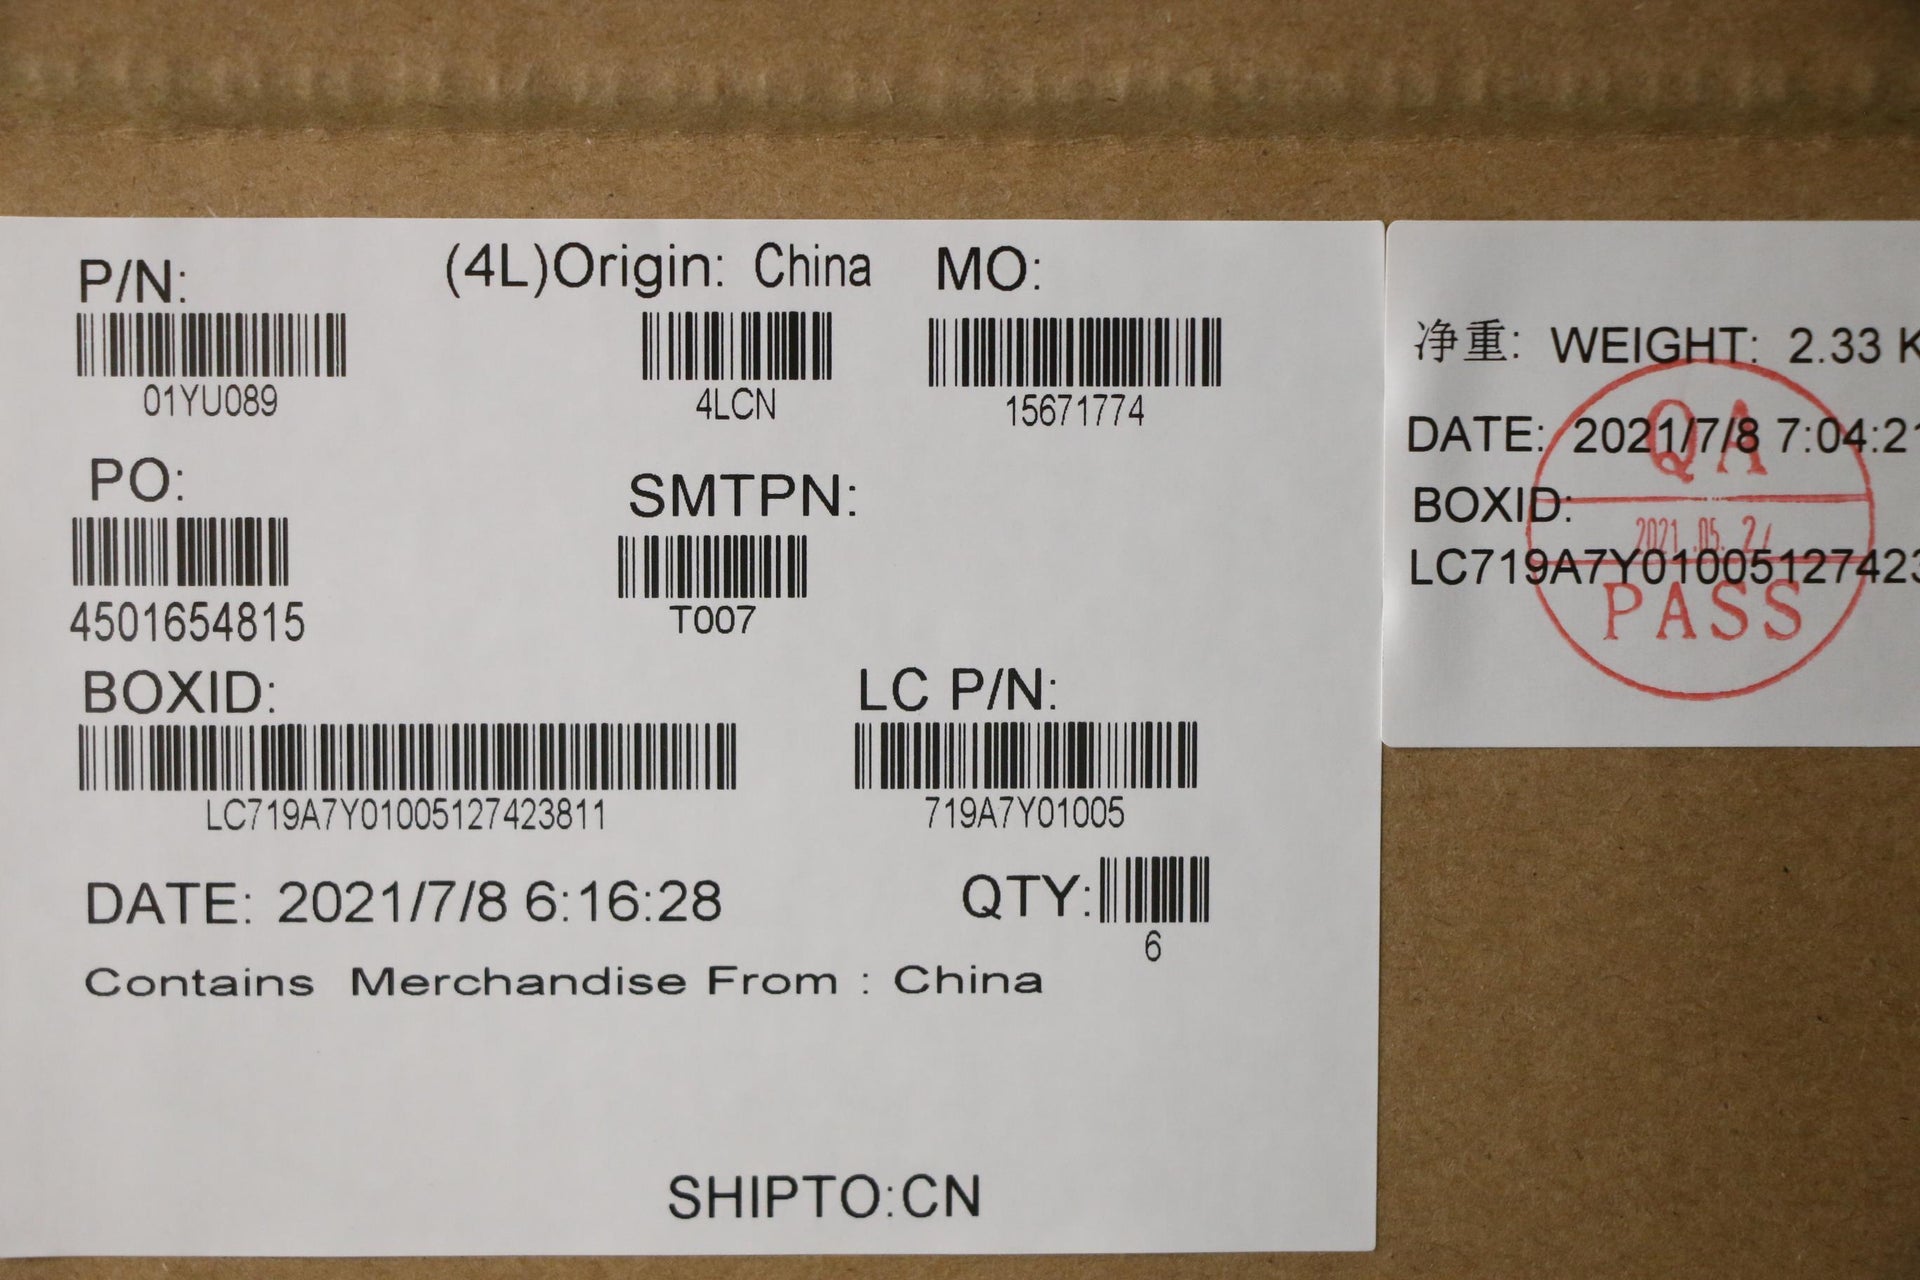 P/N:
01YU089
(4L)Origin: China
4LCN
MO:
15671774
PO:
4501654815
SMTPN:
T007
BOXID:
LC719A7Y01005127423811
LC P/N:
719A7Y01005
DATE: 2021/7/8 6:16:28
QTY:
6
Contains Merchandise From : China
SHIPTO:CN
净重: WEIGHT: 2.33 K
DATE: 2021/7/8 7:04:21
BOXID:
LC719A7Y01005127423
QA
PASS